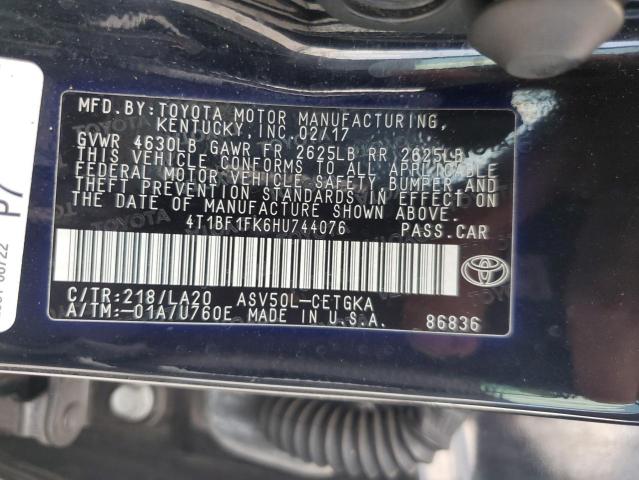 MFD. BY: TOYOTA MOTOR MANUFACTURING,
KENTUCKY, INC. 02/17
GVWR 4630LB GAWR FR 2625LB RR 2625LB
THIS VEHICLE CONFORMS TO ALL APPLICABLE
FEDERAL MOTOR VEHICLE SAFETY, BUMPER, AND
THEFT PREVENTION STANDARDS IN EFFECT ON
THE DATE OF MANUFACTURE SHOWN ABOVE.
4T1BF1FK6HU744076 PASS.CAR
C/TR:218/LA20 ASV50L-CETGKA
A/TM:-01A/U760E MADE IN U.S.A. 86836
P7